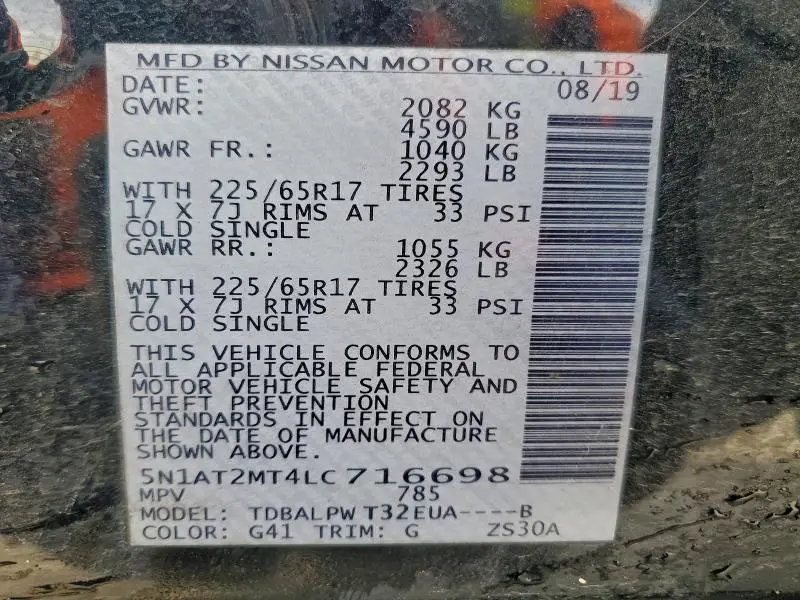 MFD BY NISSAN MOTOR CO., LTD.
DATE: 08/19
GVWR: 2082 KG
4590 LB
GAWR FR.: 1040 KG
2293 LB
WITH 225/65R17 TIRES
17 X 7J RIMS AT 33 PSI
COLD SINGLE
GAWR RR.: 1055 KG
2326 LB
WITH 225/65R17 TIRES
17 X 7J RIMS AT 33 PSI
COLD SINGLE
THIS VEHICLE CONFORMS TO
ALL APPLICABLE FEDERAL
MOTOR VEHICLE SAFETY AND
THEFT PREVENTION
STANDARDS IN EFFECT ON
THE DATE OF MANUFACTURE
SHOWN ABOVE.
5N1AT2MT4LC716698
MPV 785
MODEL: TDBALPW T32EUA----B
COLOR: G41 TRIM: G ZS30A